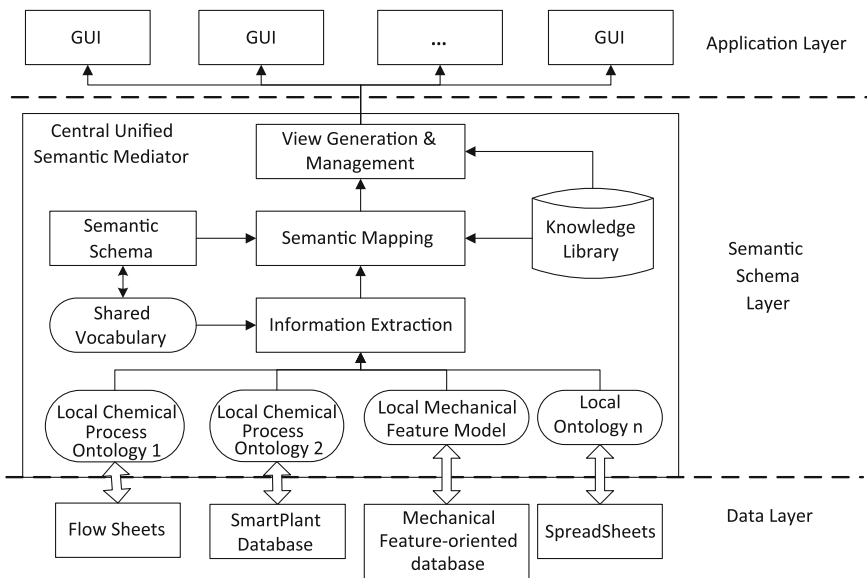 GUI
GUI
...
GUI
Application Layer
Central Unified
Semantic Mediator
View Generation &
Management
Semantic
Schema
Semantic Mapping
Knowledge
Library
Semantic
Schema
Layer
Shared
Vocabulary
Information Extraction
Local Chemical
Process
Ontology 1
Local Chemical
Process
Ontology 2
Local Mechanical
Feature Model
Local
Ontology n
Flow Sheets
SmartPlant
Database
Mechanical
Feature-oriented
database
SpreadSheets
Data Layer